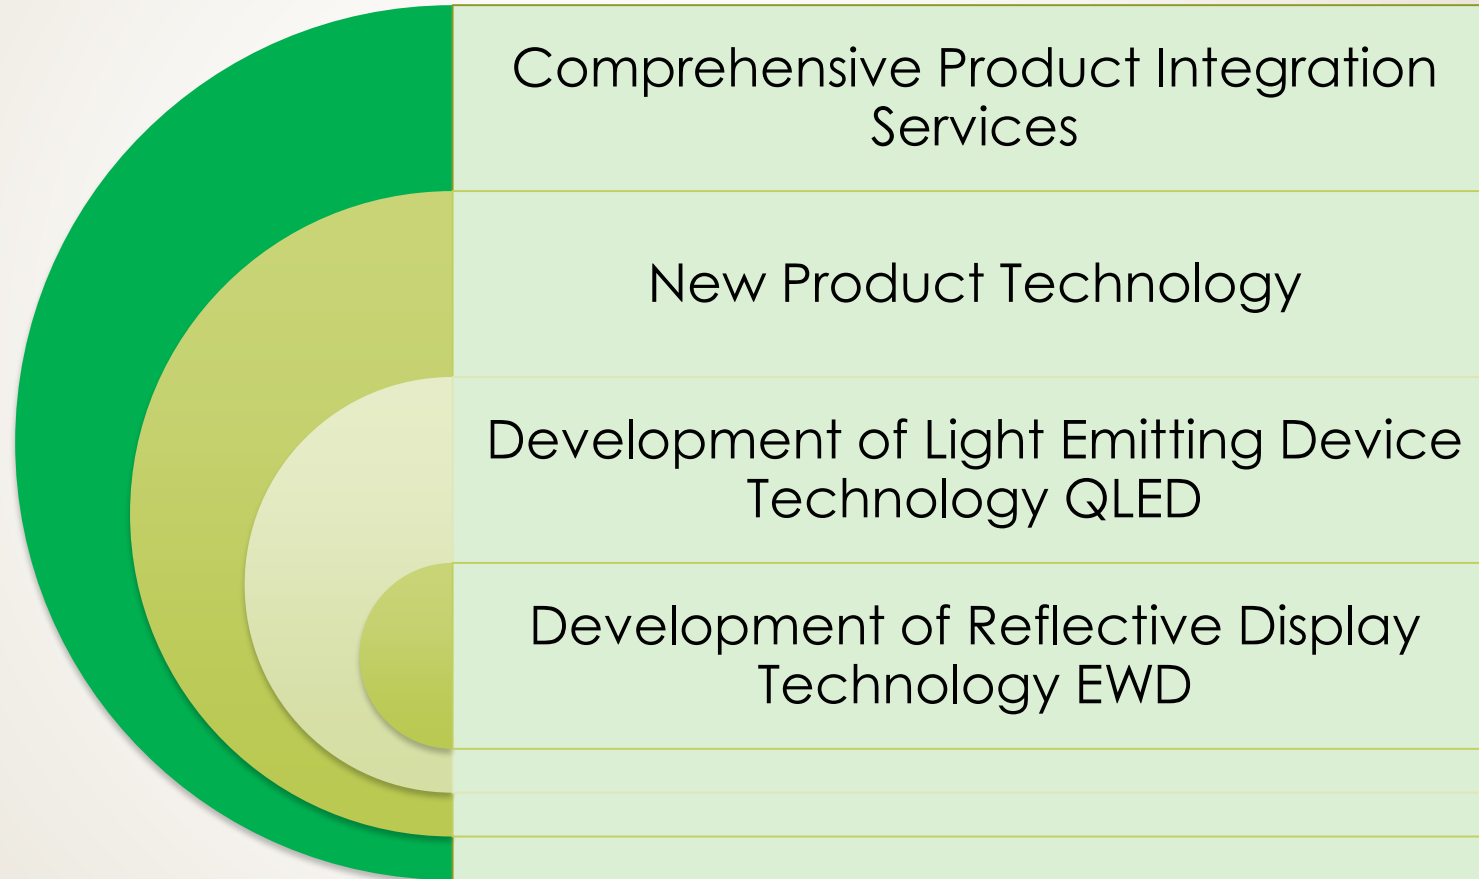 Comprehensive Product Integration
Services
New Product Technology
Development of Light Emitting Device
Technology QLED
Development of Reflective Display
Technology EWD